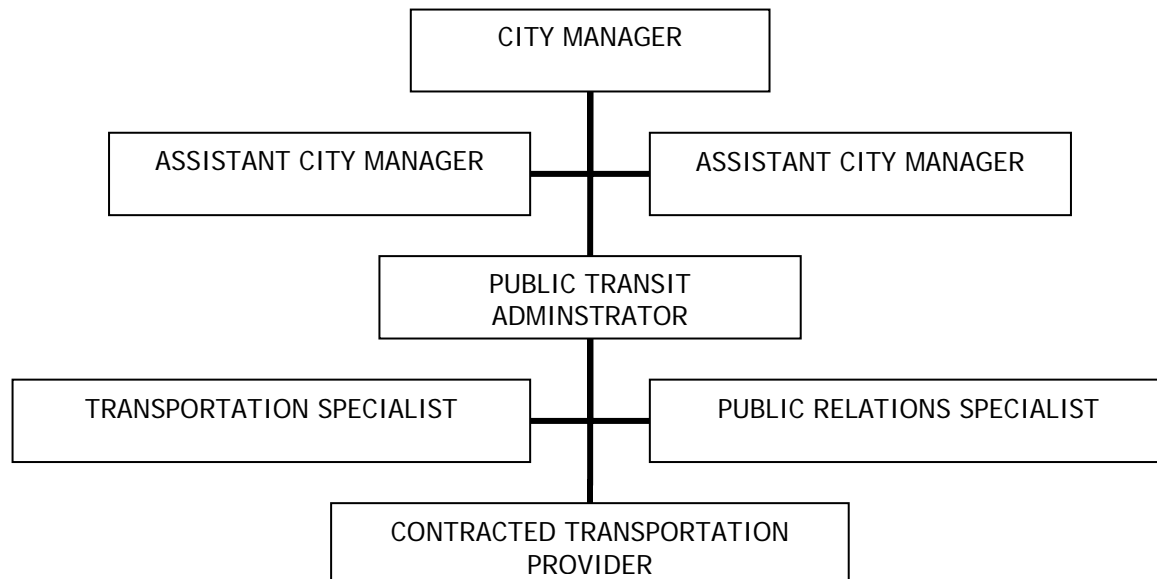 CITY MANAGER
ASSISTANT CITY MANAGER
ASSISTANT CITY MANAGER
PUBLIC TRANSIT
ADMINSTRATOR
TRANSPORTATION SPECIALIST
PUBLIC RELATIONS SPECIALIST
CONTRACTED TRANSPORTATION
PROVIDER